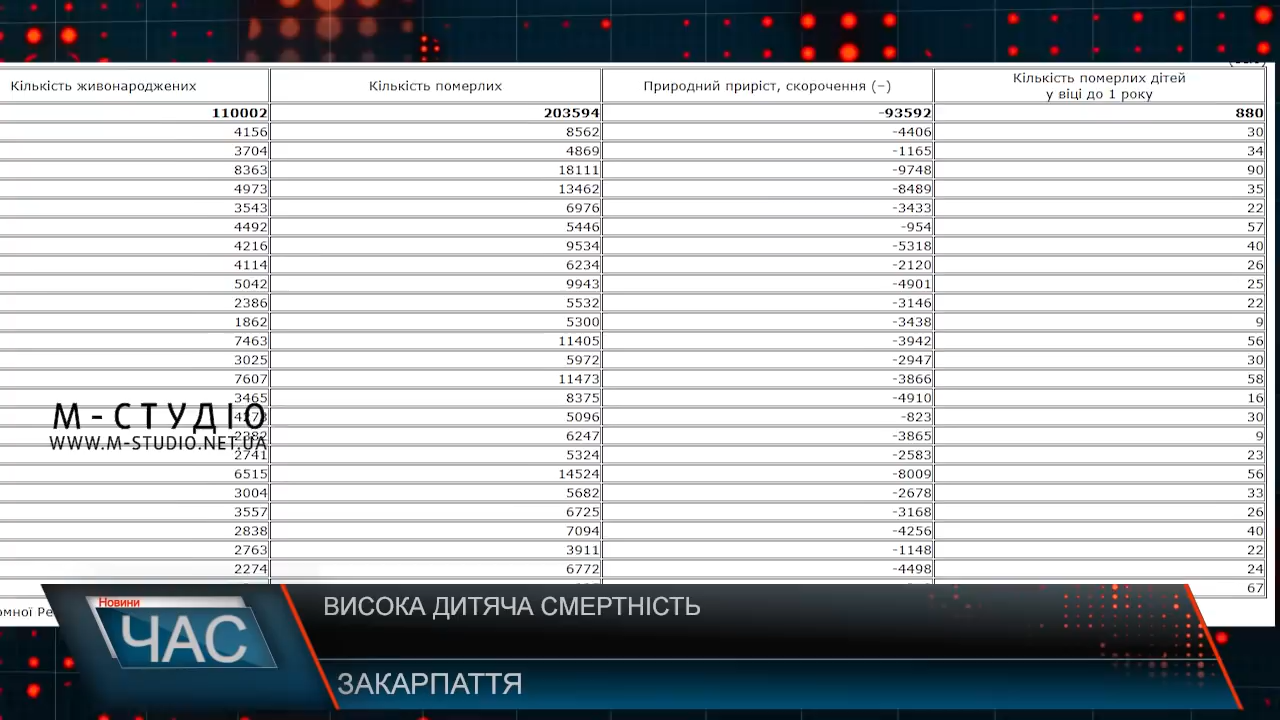 Кількість живонароджених Кількість померлих Природний приріст, скорочення (−) Кількість померлих дітей
у віці до 1 року
110002 203594 -93592 880
4156 8562 -4406 30
3704 4869 -1165 34
8363 18111 -9748 90
4973 13462 -8489 35
3543 6976 -3433 22
4492 5446 -954 57
4216 9534 -5318 40
4114 6234 -2120 26
5042 9943 -4901 25
2386 5532 -3146 22
1862 5300 -3438 9
7463 11405 -3942 56
3025 5972 -2947 30
7607 11473 -3866 58
3465 8375 -4910 16
4273 5096 -823 30
2382 6247 -3865 9
2741 5324 -2583 23
6515 14524 -8009 56
3004 5682 -2678 33
3557 6725 -3168 26
2838 7094 -4256 40
2763 3911 -1148 22
2274 6772 -4498 24
67
М-СТУДІО
WWW.M-STUDIO.NET.UA
Новини
ЧАС
ВИСОКА ДИТЯЧА СМЕРТНІСТЬ
ЗАКАРПАТТЯ